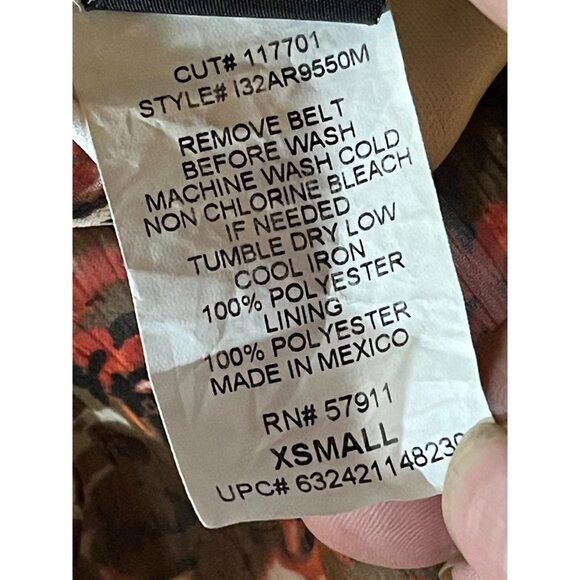 CUT# 117701
STYLE# I32AR9550M
REMOVE BELT
BEFORE WASH
MACHINE WASH COLD
NON CHLORINE BLEACH
IF NEEDED
TUMBLE DRY LOW
COOL IRON
100% POLYESTER
LINING
100% POLYESTER
MADE IN MEXICO
RN# 57911
XSMALL
UPC#